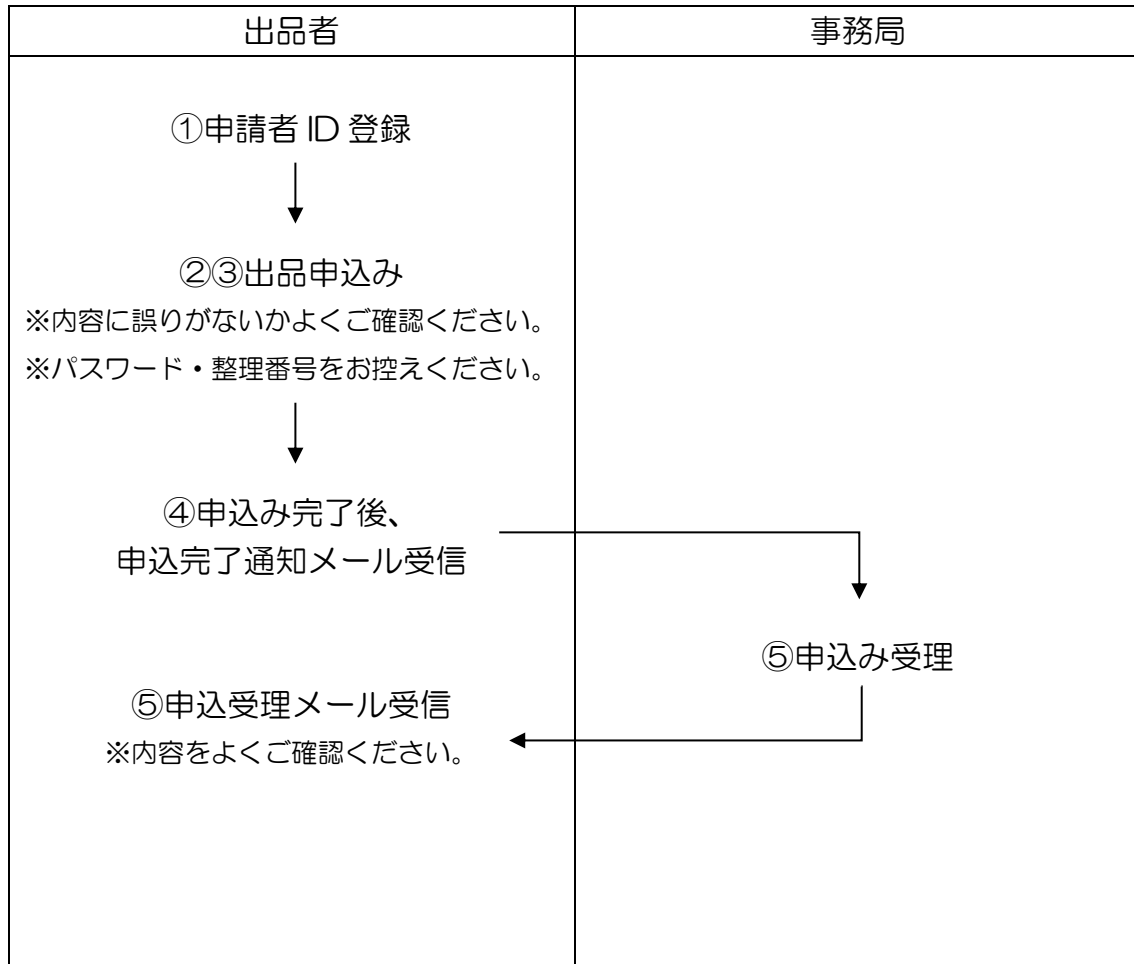 出品者
事務局
①申請者 ID 登録
②③出品申込み
※内容に誤りがないかよくご確認ください。
※パスワード・整理番号をお控えください。
④申込み完了後、
申込完了通知メール受信
⑤申込み受理
⑤申込受理メール受信
※内容をよくご確認ください。